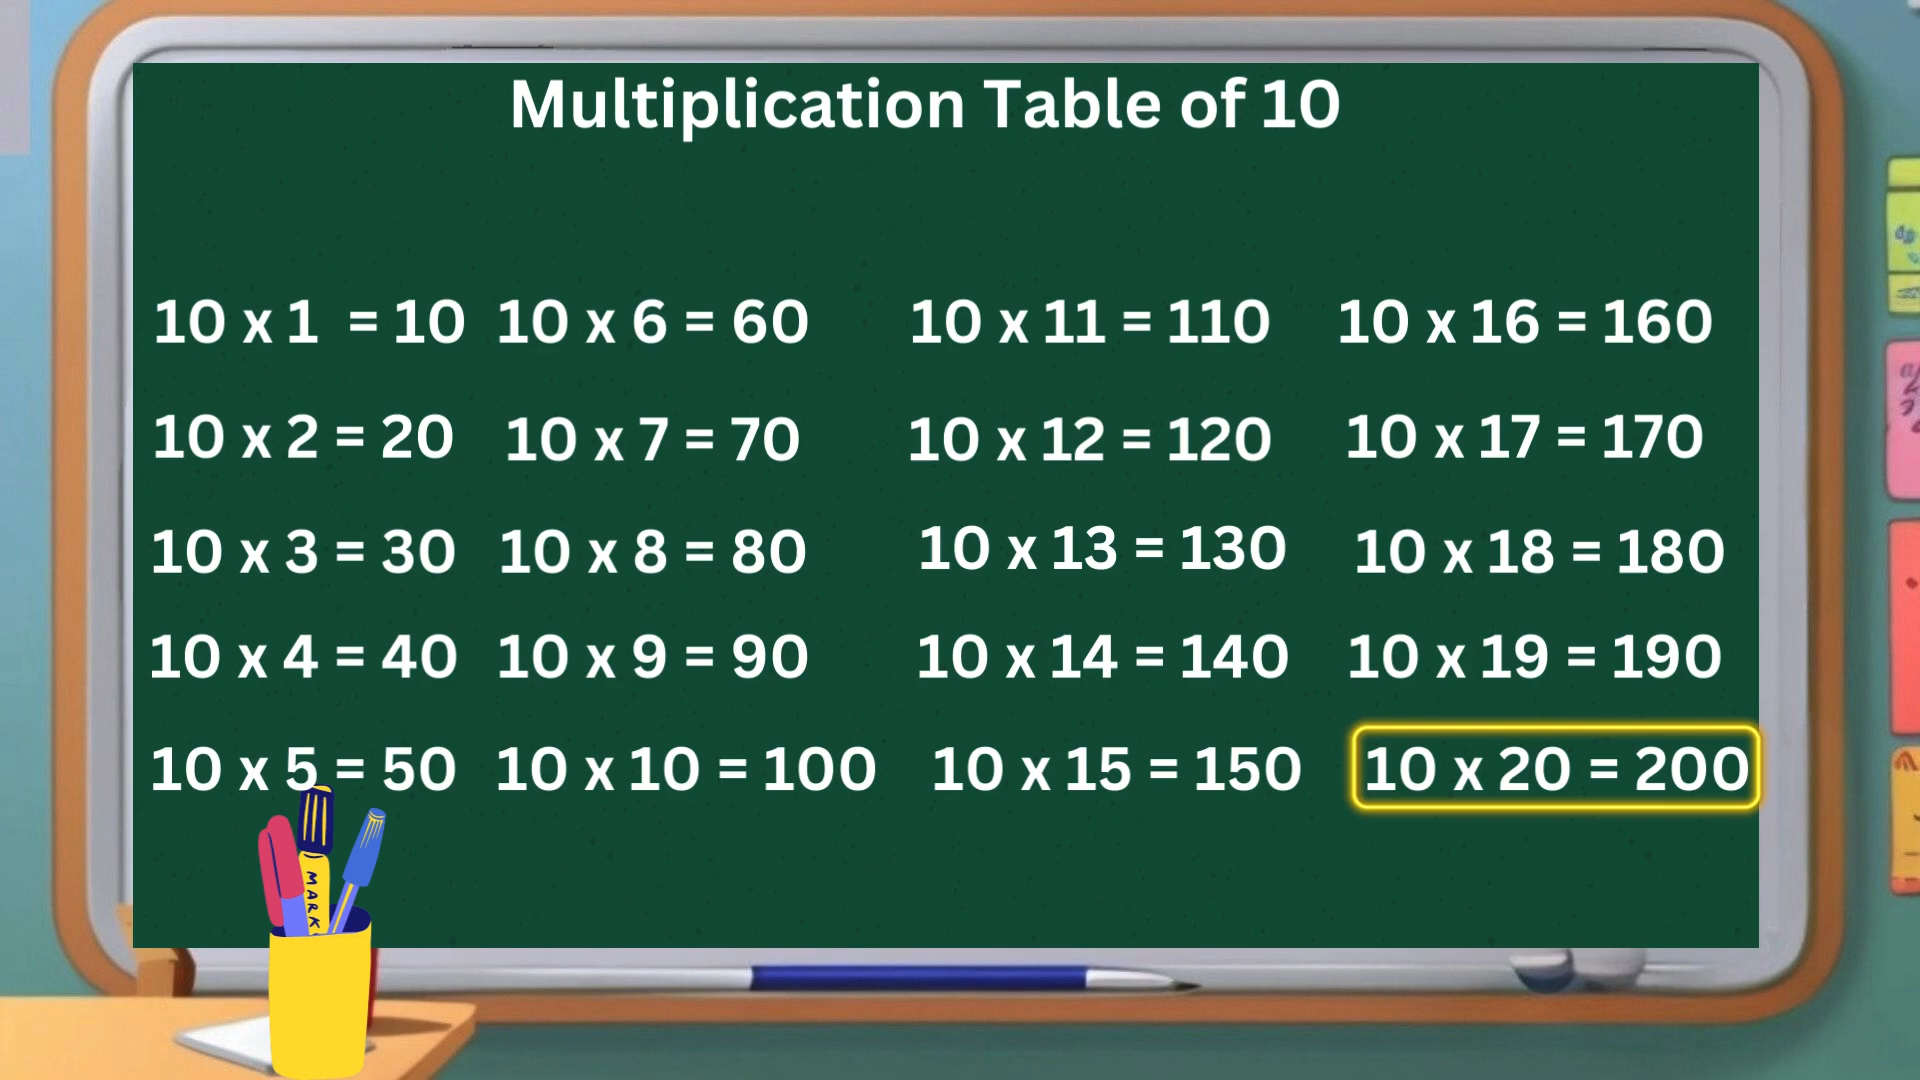 Multiplication Table of 10
10 x 1 = 10
10 x 2 = 20
10 x 3 = 30
10 x 4 = 40
10 x 5 = 50
10 x 6 = 60
10 x 7 = 70
10 x 8 = 80
10 x 9 = 90
10 x 10 = 100
10 x 11 = 110
10 x 12 = 120
10 x 13 = 130
10 x 14 = 140
10 x 15 = 150
10 x 16 = 160
10 x 17 = 170
10 x 18 = 180
10 x 19 = 190
10 x 20 = 200